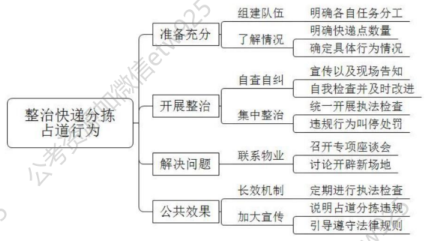 整治快递分拣
占道行为
准备充分
组建队伍
明确各自任务分工
了解情况
明确快递点数量
确定具体行为情况
开展整治
自查自纠
宣传以及现场告知
自我检查并及时改进
集中整治
统一开展执法检查
违规行为叫停处罚
解决问题
联系物业
召开专项座谈会
讨论开辟新场地
公共效果
长效机制
定期进行执法检查
加大宣传
说明占道分拣违规
引导遵守法律规则